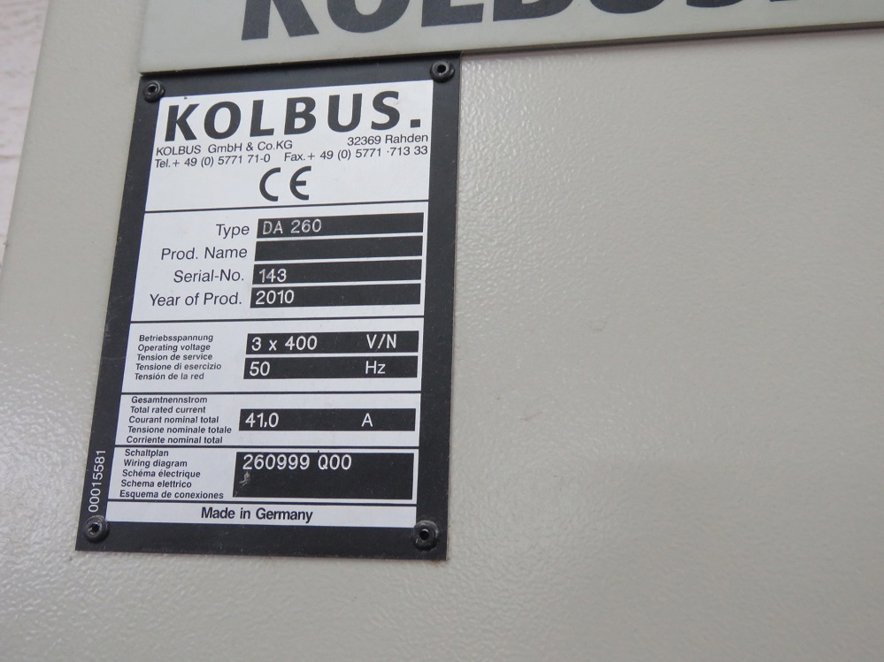 KOLBUS.
KOLBUS.
KOLBUS GmbH & Co.KG 32369 Rahden
Tel.+ 49 (0) 5771 71-0 Fax.+ 49 (0) 5771 ·713 33
CE
Type DA 260
Prod. Name
Serial-No. 143
Year of Prod. 2010
Betriebsspannung
Operating voltage
Tension de service
Tensione di esercizio
Tensión de la red
3 x 400 V/N
50 Hz
Gesamtnennstrom
Total rated current
Courant nominal total
Tensione nominale totale
Corriente nominal total
41.0 A
Schaltplan
Wiring diagram
Schéma électrique
Schema elettrico
Esquema de conexiones
260999 Q00
00015581
Made in Germany